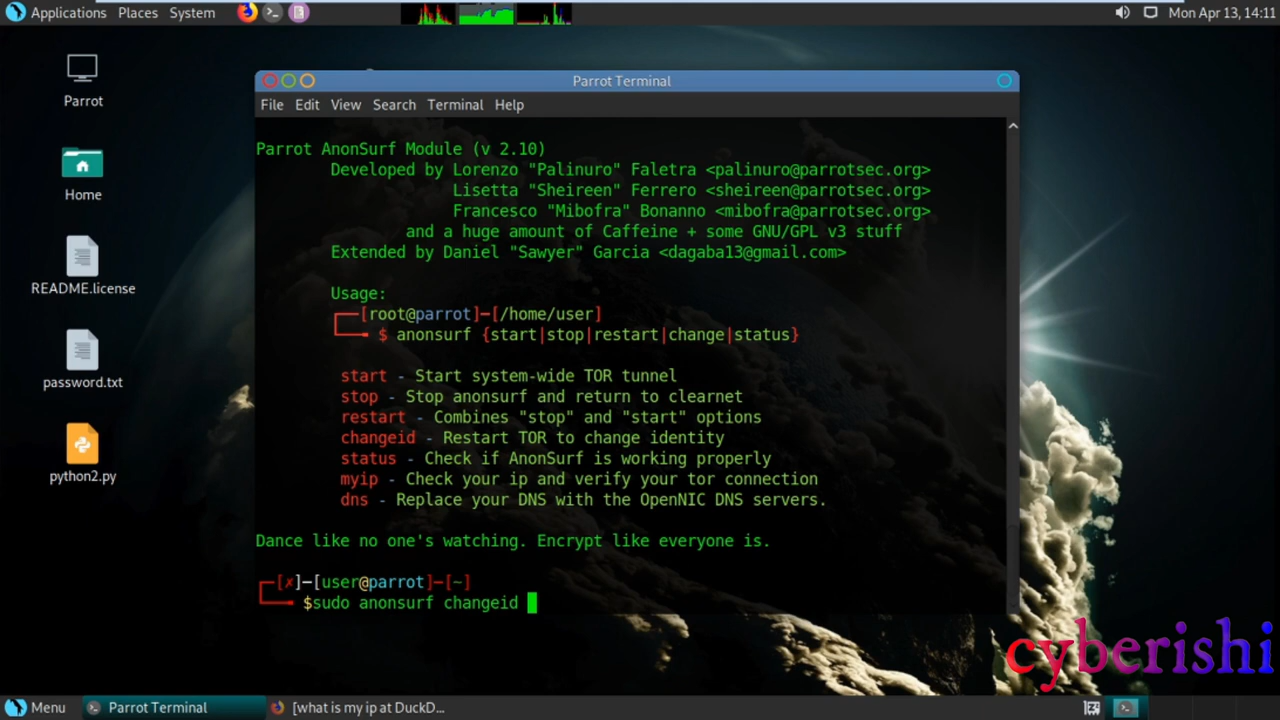 Applications Places System
Mon Apr 13, 14:11
Parrot
Home
README.license
password.txt
python2.py
Parrot Terminal
File Edit View Search Terminal Help
Parrot AnonSurf Module (v 2.10)
Developed by Lorenzo "Palinuro" Faletra <palinuro@parrotsec.org>
Lisetta "Sheireen" Ferrero <sheireen@parrotsec.org>
Francesco "Mibofra" Bonanno <mibofra@parrotsec.org>
and a huge amount of Caffeine + some GNU/GPL v3 stuff
Extended by Daniel "Sawyer" Garcia <dagaba13@gmail.com>
Usage:
┌──[root@parrot]─[/home/user]
└──╼ $ anonsurf {start|stop|restart|change|status}
start - Start system-wide TOR tunnel
stop - Stop anonsurf and return to clearnet
restart - Combines "stop" and "start" options
changeid - Restart TOR to change identity
status - Check if AnonSurf is working properly
myip - Check your ip and verify your tor connection
dns - Replace your DNS with the OpenNIC DNS servers.
Dance like no one's watching. Encrypt like everyone is.
┌─[✗]─[user@parrot]─[~]
└──╼ $sudo anonsurf changeid
cyberishi
Menu
Parrot Terminal
[what is my ip at DuckD...